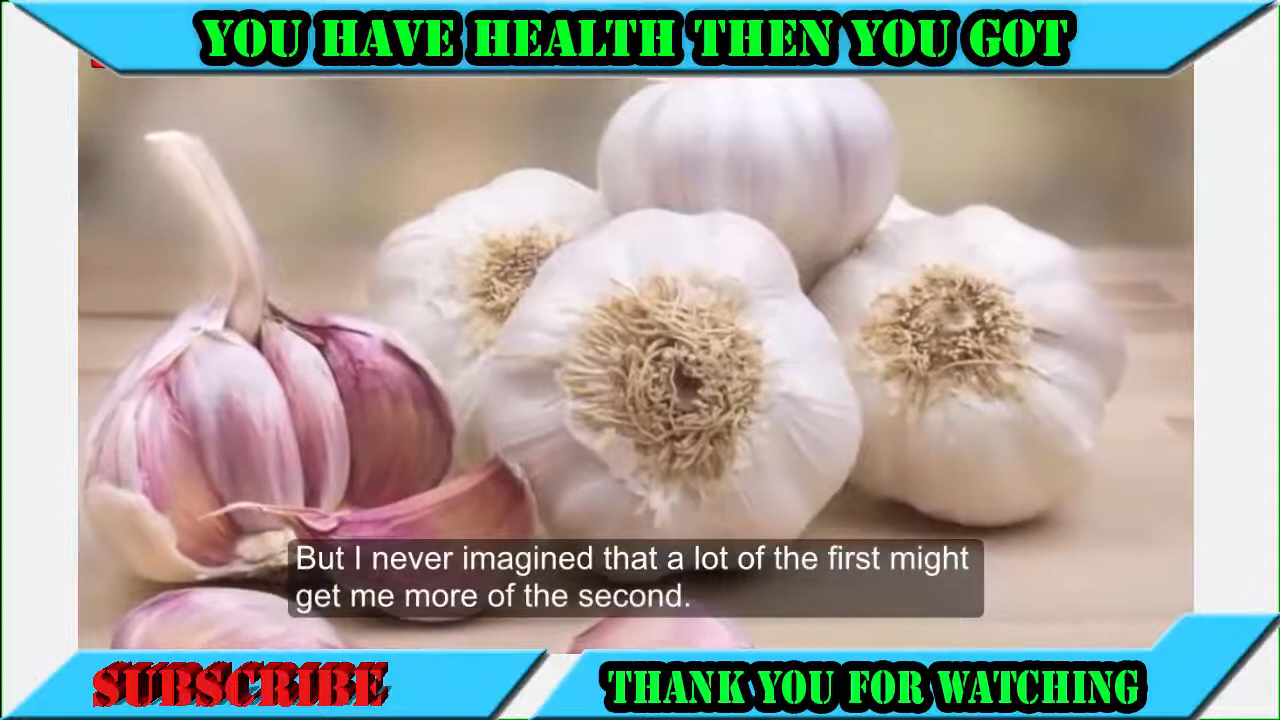 YOU HAVE HEALTH THEN YOU GOT
But I never imagined that a lot of the first might
get me more of the second.
SUBSCRIBE
THANK YOU FOR WATCHING